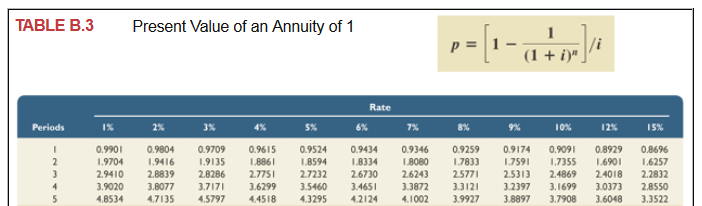 TABLE B.3 Present Value of an Annuity of 1
p = [1 - 1/(1 + i)ⁿ]/i
Rate
Periods 1% 2% 3% 4% 5% 6% 7% 8% 9% 10% 12% 15%
1 0.9901 0.9804 0.9709 0.9615 0.9524 0.9434 0.9346 0.9259 0.9174 0.9091 0.8929 0.8696
2 1.9704 1.9416 1.9135 1.8861 1.8594 1.8334 1.8080 1.7833 1.7591 1.7355 1.6901 1.6257
3 2.9410 2.8839 2.8286 2.7751 2.7232 2.6730 2.6243 2.5771 2.5313 2.4869 2.4018 2.2832
4 3.9020 3.8077 3.7171 3.6299 3.5460 3.4651 3.3872 3.3121 3.2397 3.1699 3.0373 2.8550
5 4.8534 4.7135 4.5797 4.4518 4.3295 4.2124 4.1002 3.9927 3.8897 3.7908 3.6048 3.3522